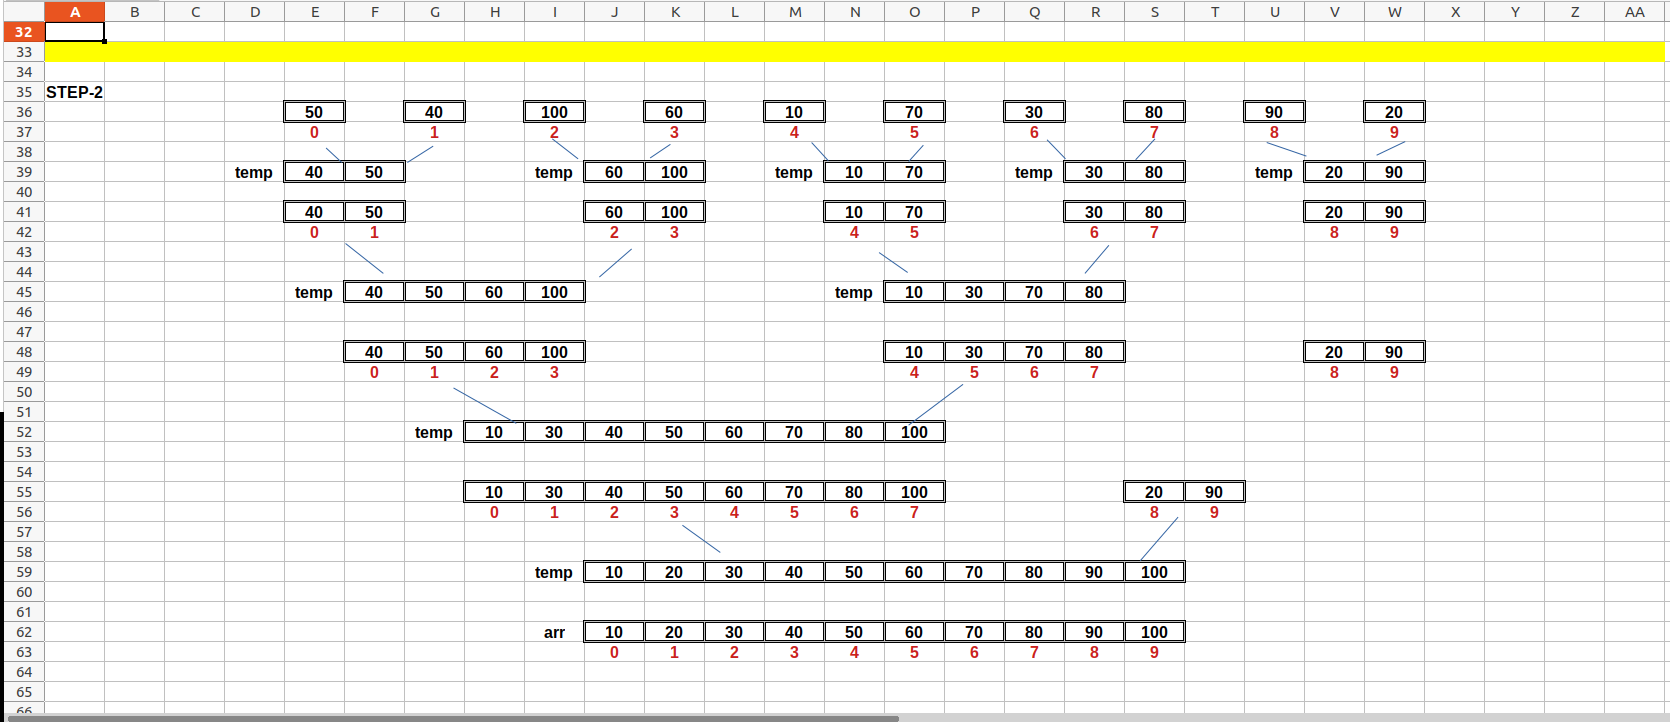 A B C D E F G H I J K L M N O P Q R S T U V W X Y Z AA
32
33
34
35 STEP-2
36 50 40 100 60 10 70 30 80 90 20
37 0 1 2 3 4 5 6 7 8 9
38
39 temp 40 50 temp 60 100 temp 10 70 temp 30 80 temp 20 90
40
41 40 50 60 100 10 70 30 80 20 90
42 0 1 2 3 4 5 6 7 8 9
43
44
45 temp 40 50 60 100 temp 10 30 70 80
46
47
48 40 50 60 100 10 30 70 80 20 90
49 0 1 2 3 4 5 6 7 8 9
50
51
52 temp 10 30 40 50 60 70 80 100
53
54
55 10 30 40 50 60 70 80 100 20 90
56 0 1 2 3 4 5 6 7 8 9
57
58
59 temp 10 20 30 40 50 60 70 80 90 100
60
61
62 arr 10 20 30 40 50 60 70 80 90 100
63 0 1 2 3 4 5 6 7 8 9
64
65
66